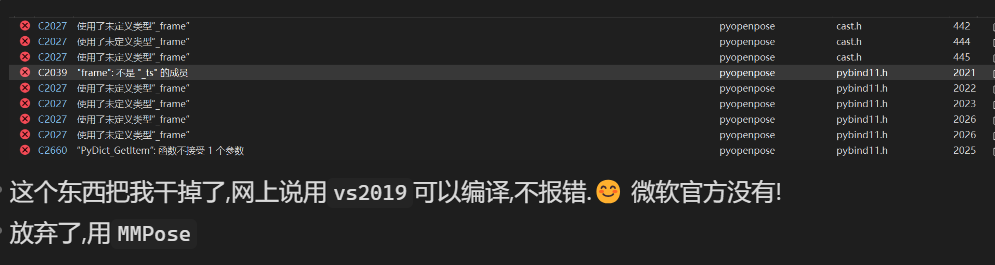 C2027 使用了未定义类型“_frame” pyopenpose cast.h 442
C2027 使用了未定义类型“_frame” pyopenpose cast.h 444
C2027 使用了未定义类型“_frame” pyopenpose cast.h 445
C2039 "frame": 不是 "_ts" 的成员 pyopenpose pybind11.h 2021
C2027 使用了未定义类型“_frame” pyopenpose pybind11.h 2022
C2027 使用了未定义类型“_frame” pyopenpose pybind11.h 2023
C2027 使用了未定义类型“_frame” pyopenpose pybind11.h 2026
C2027 使用了未定义类型“_frame” pyopenpose pybind11.h 2026
C2660 “PyDict_GetItem”: 函数不接受 1 个参数 pyopenpose pybind11.h 2025
这个东西把我干掉了,网上说用 vs2019 可以编译,不报错.😊 微软官方没有!
放弃了,用 MMPose